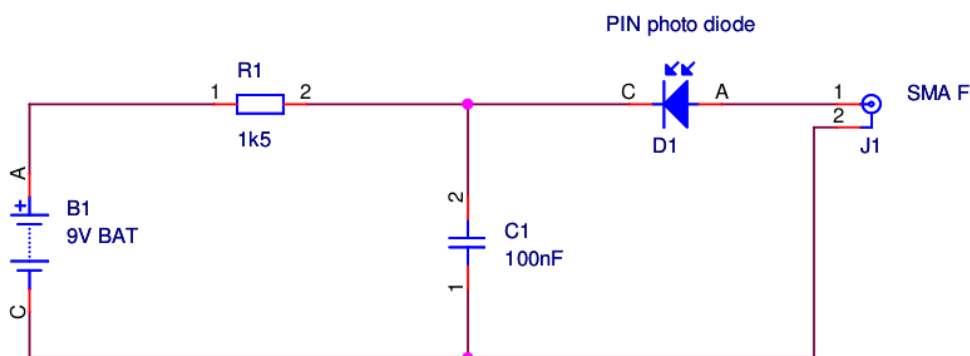 PIN photo diode
R1
1
2
1k5
C
A
D1
1
2
SMA F
J1
A
+
B1
9V BAT
C
2
C1
100nF
1